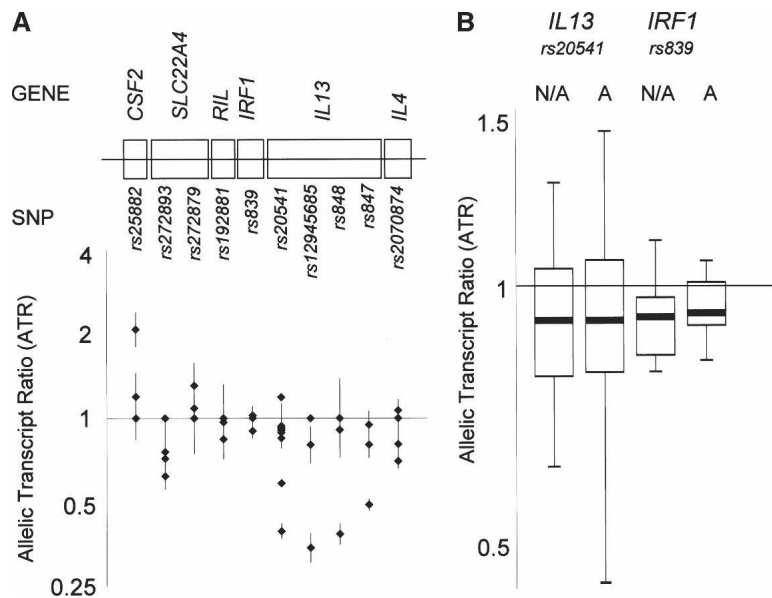 A
GENE
CSF2
SLC22A4
RIL
IRF1
IL13
IL4
SNP
rs25882
rs272893
rs272879
rs192881
rs839
rs20541
rs12945685
rs848
rs847
rs2070874
Allelic Transcript Ratio (ATR)
4
2
1
0.5
0.25
B
IL13 IRF1
rs20541 rs839
N/A A N/A A
Allelic Transcript Ratio (ATR)
1.5
1
0.5